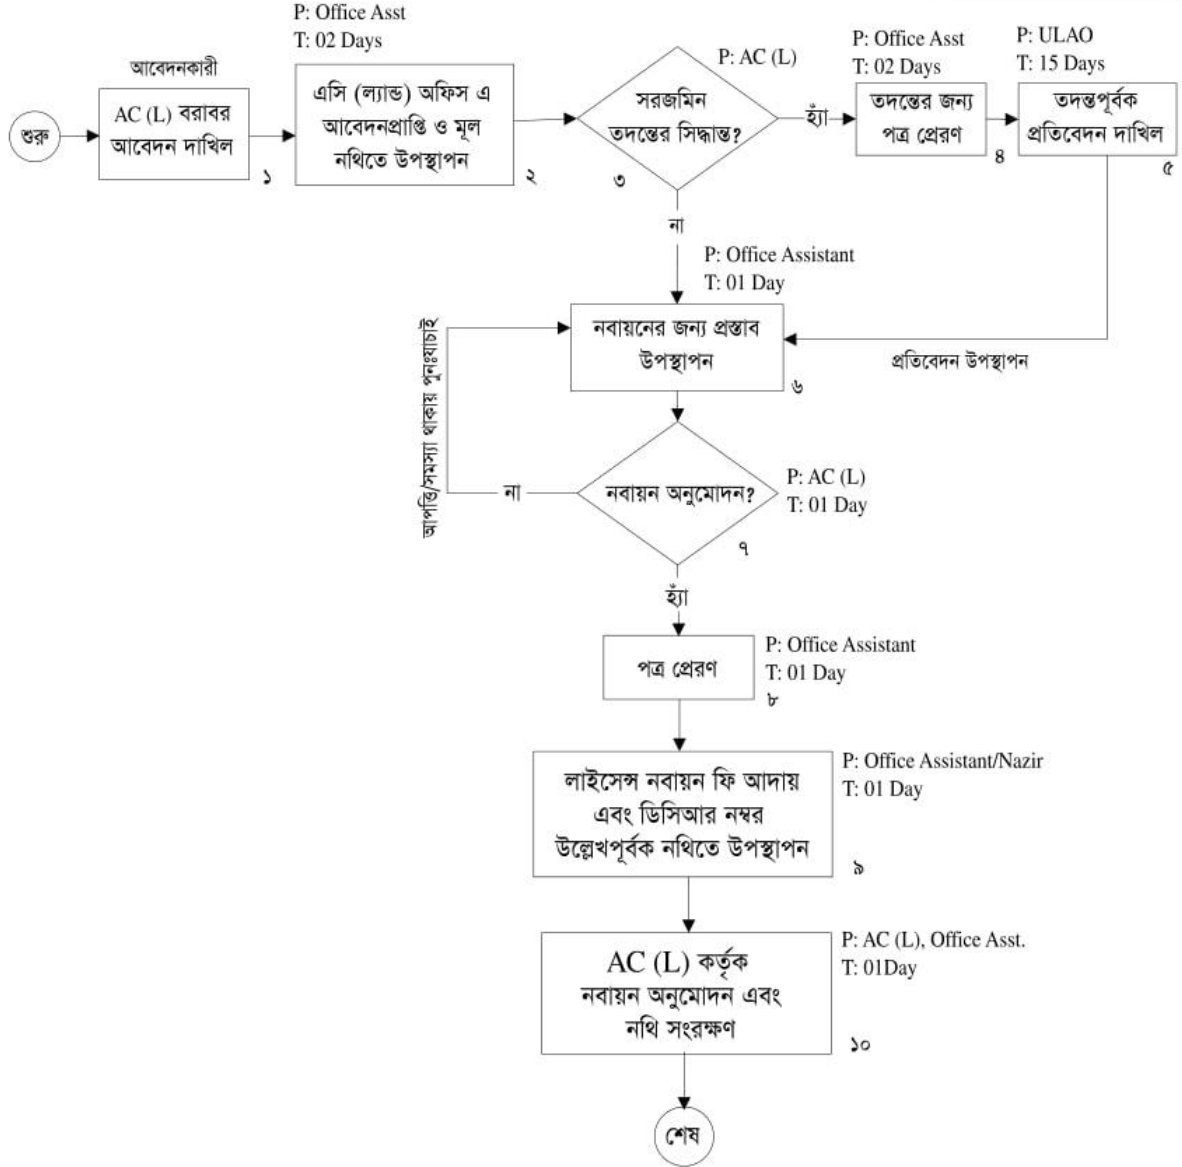 P: Office Asst
T: 02 Days
আবেদনকারী
শুরু
AC (L) বরাবর
আবেদন দাখিল
১
এসি (ল্যান্ড) অফিস এ
আবেদনপ্রাপ্তি ও মূল
নথিতে উপস্থাপন
২
P: AC (L)
সরজমিন
তদন্তের সিদ্ধান্ত?
৩
হ্যাঁ
P: Office Asst
T: 02 Days
তদন্তের জন্য
পত্র প্রেরণ
৪
P: ULAO
T: 15 Days
তদন্তপূর্বক
প্রতিবেদন দাখিল
৫
না
P: Office Assistant
T: 01 Day
নবায়নের জন্য প্রস্তাব
উপস্থাপন
৬
প্রতিবেদন উপস্থাপন
আপত্তি/সমস্যা থাকায় পুনঃযাচাই
না
নবায়ন অনুমোদন?
P: AC (L)
T: 01 Day
৭
হ্যাঁ
পত্র প্রেরণ
P: Office Assistant
T: 01 Day
৮
লাইসেন্স নবায়ন ফি আদায়
এবং ডিসিআর নম্বর
উল্লেখপূর্বক নথিতে উপস্থাপন
P: Office Assistant/Nazir
T: 01 Day
৯
AC (L) কর্তৃক
নবায়ন অনুমোদন এবং
নথি সংরক্ষণ
P: AC (L), Office Asst.
T: 01Day
১০
শেষ